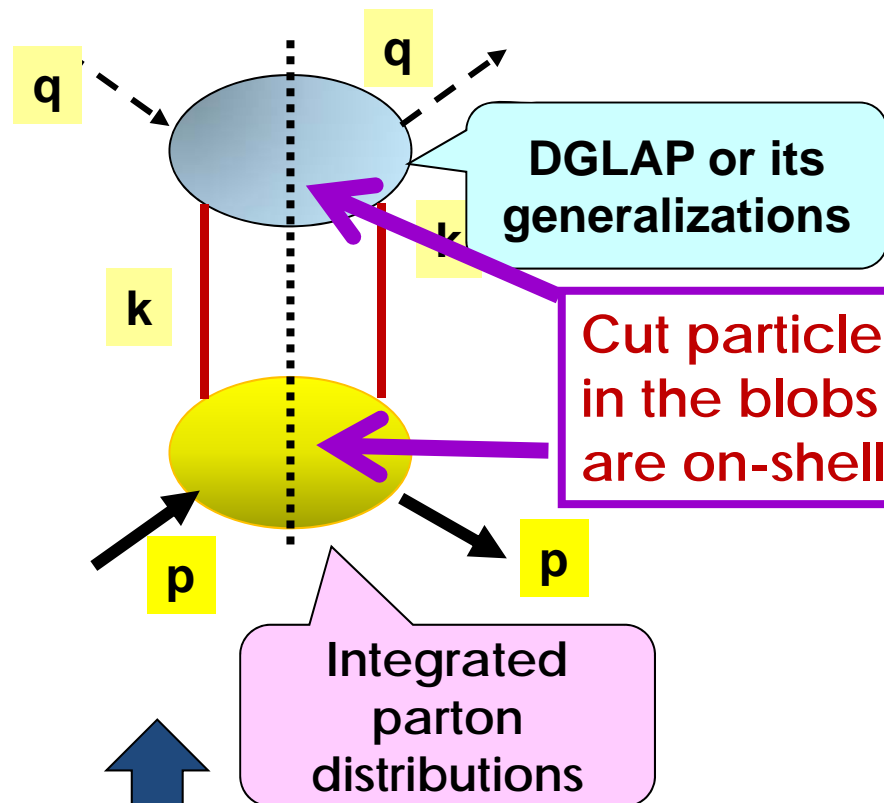 q
q
DGLAP or its
generalizations
k
k
Cut particle
in the blobs
are on-shell
p
p
Integrated
parton
distributions